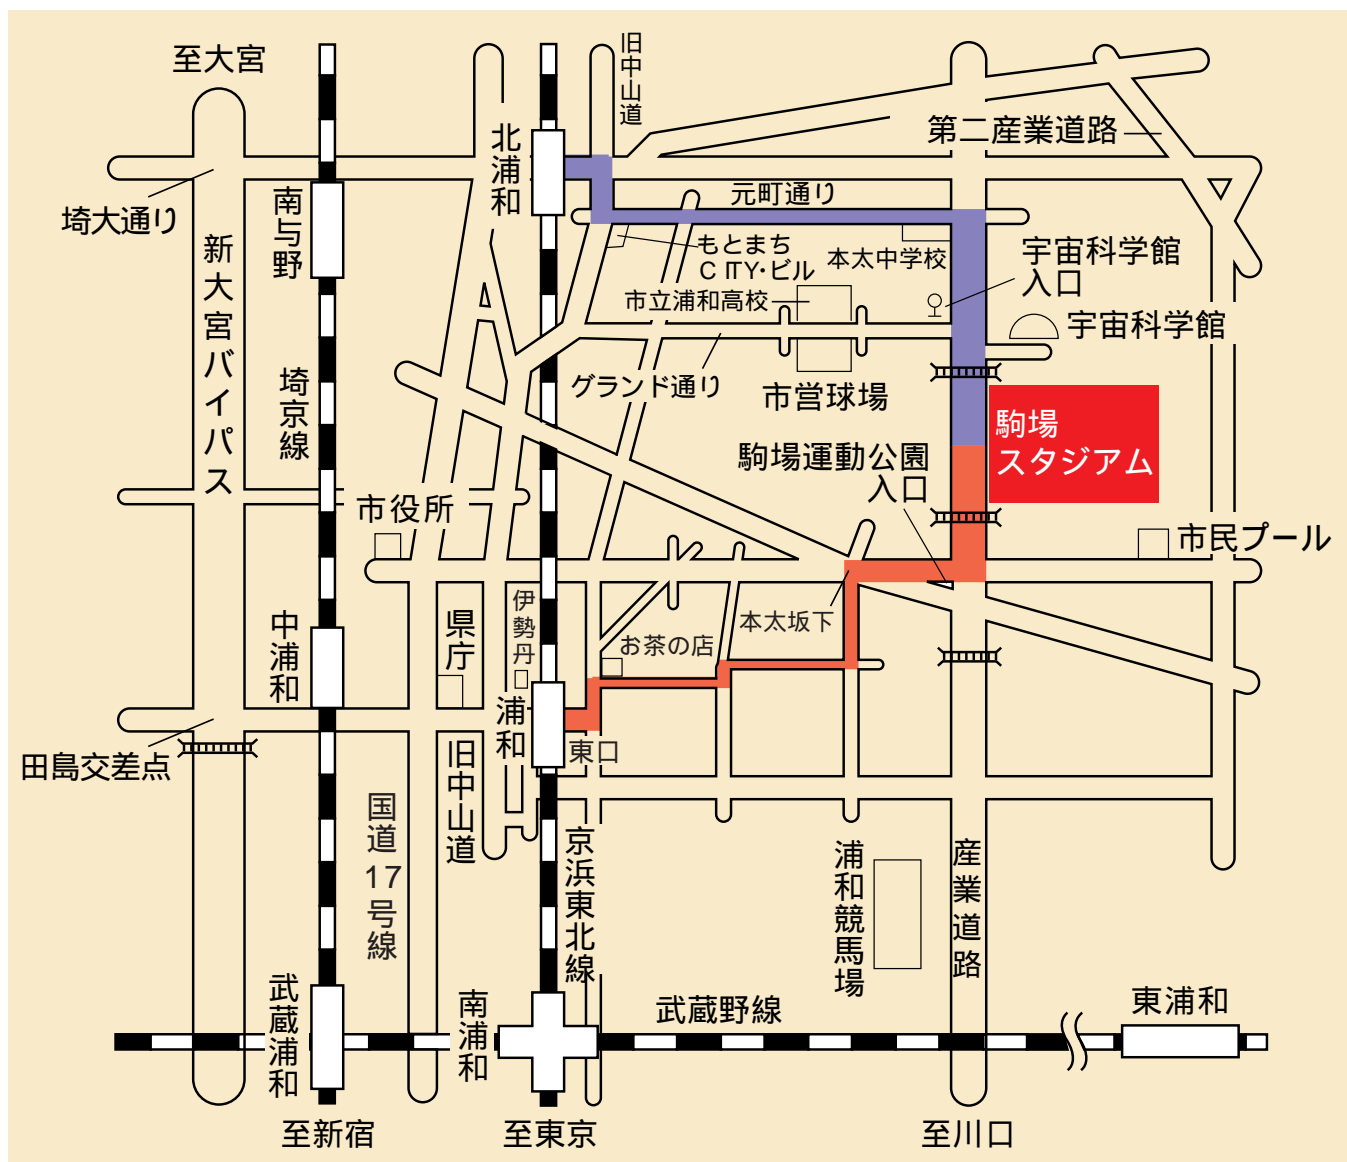 至大宮
旧中山道
北浦和
第二産業道路
埼大通り
南与野
元町通り
新大宮バイパス
もとまち
CITY・ビル
本太中学校
宇宙科学館
入口
市立浦和高校
宇宙科学館
埼京線
グランド通り
市営球場
駒場
スタジアム
駒場運動公園
入口
市役所
市民プール
伊勢丹
中浦和
県庁
本太坂下
お茶の店
浦和
東口
田島交差点
旧中山道
国道17号線
京浜東北線
浦和競馬場
産業道路
武蔵浦和
南浦和
武蔵野線
東浦和
至新宿
至東京
至川口